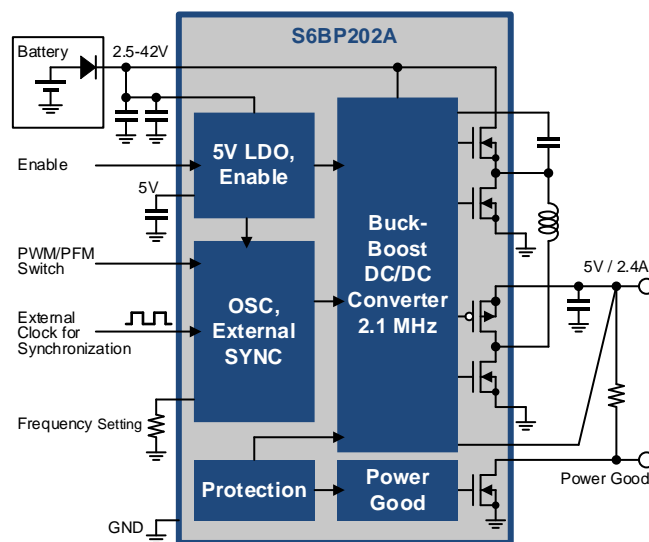 S6BP202A
Battery
2.5-42V
5V LDO,
Enable
Enable
5V
Buck-
Boost
DC/DC
Converter
2.1 MHz
PWM/PFM
Switch
OSC,
External
SYNC
External
Clock for
Synchronization
5V / 2.4A
Frequency Setting
Protection
Power
Good
Power Good
GND